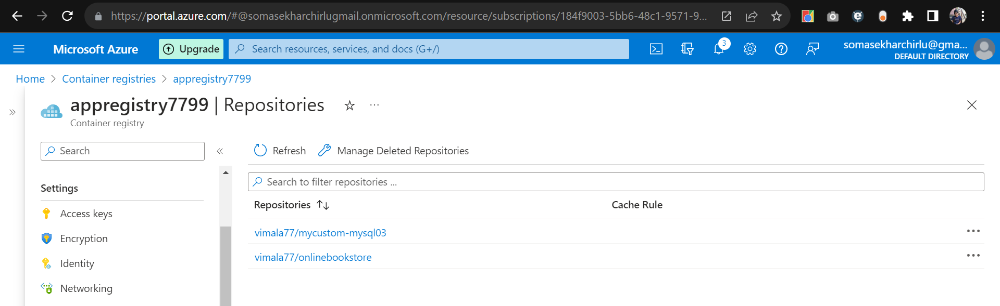 https://portal.azure.com/#@somasekharchirlugmail.onmicrosoft.com/resource/subscriptions/184f9003-5bb6-48c1-9571-9...
Microsoft Azure
Upgrade
Search resources, services, and docs (G+/)
3
somasekharchirlu@gma...
DEFAULT DIRECTORY
Home > Container registries > appregistry7799
appregistry7799 | Repositories
Container registry
Search
Refresh
Manage Deleted Repositories
Search to filter repositories ...
Settings
Access keys
Encryption
Identity
Networking
Repositories
Cache Rule
vimala77/mycustom-mysql03
vimala77/onlinebookstore